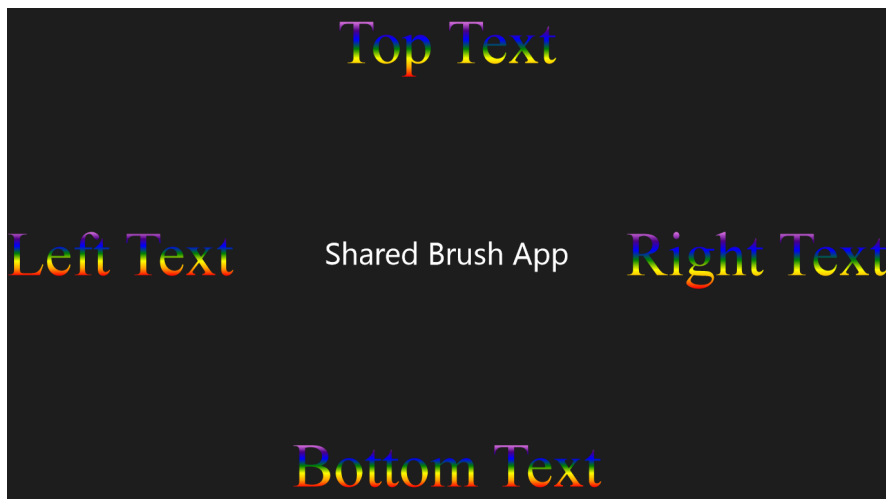 Top Text
Left Text
Shared Brush App
Right Text
Bottom Text